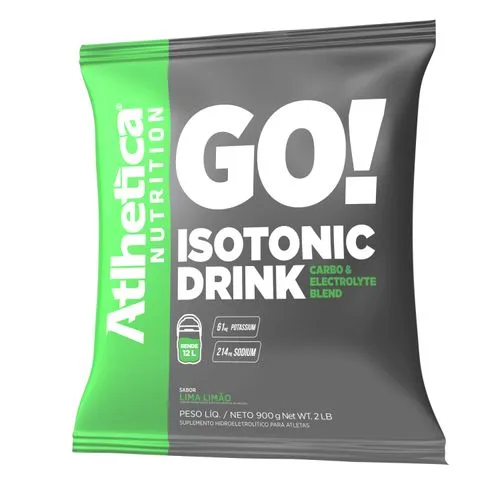 Atlhetica
NUTRITION
GO!
ISOTONIC
DRINK
CARBO &
ELECTROLYTE
BLEND
RENDE
12 L
61mg POTASSIUM
214mg SODIUM
SABOR
LIMA LIMÃO
PESO LÍQ. / NETO 900 g Net WT. 2 LB
SUPLEMENTO HIDROELETROLÍTICO PARA ATLETAS